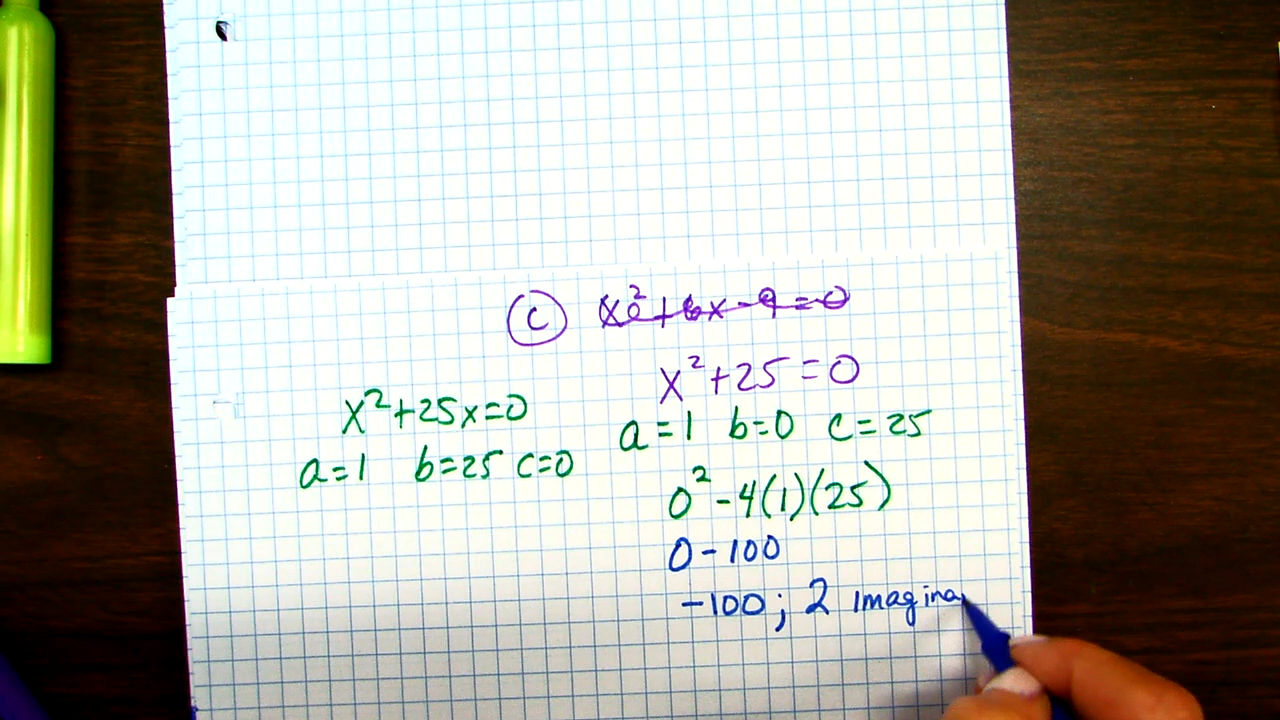 C x²+6x-9=0
x²+25=0
a=1 b=0 c=25
0²-4(1)(25)
0-100
-100; 2 imagina
x²+25x=0
a=1 b=25 c=0